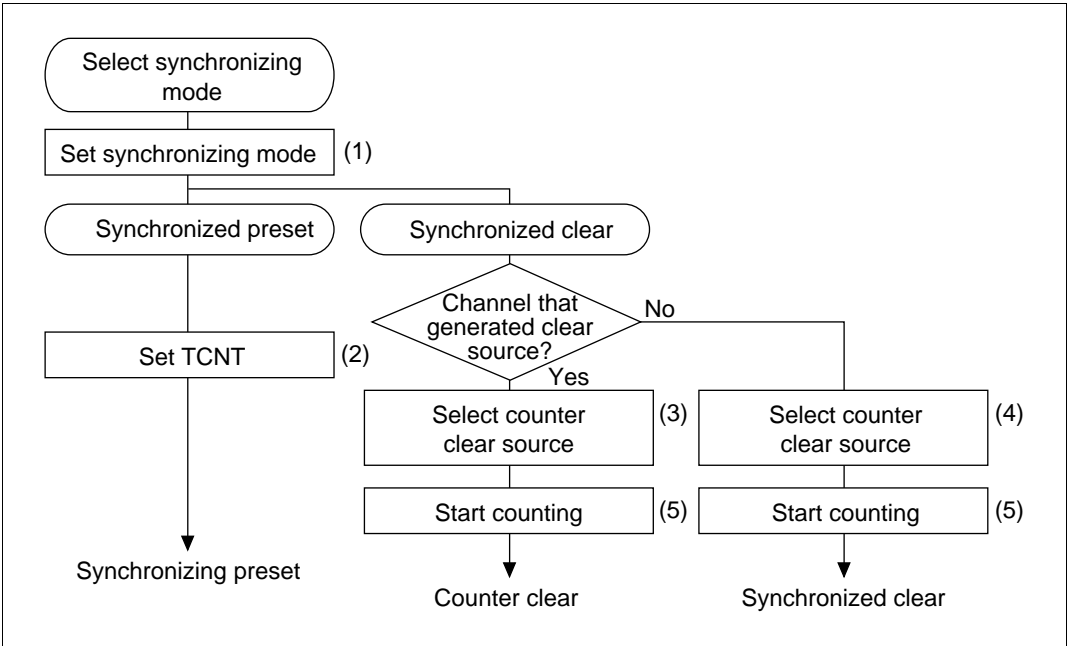 Select synchronizing
mode
Set synchronizing mode
(1)
Synchronized preset
Synchronized clear
Channel that
generated clear
source?
No
Yes
Set TCNT
(2)
Select counter
clear source
(3)
Select counter
clear source
(4)
Start counting
(5)
Start counting
(5)
Synchronizing preset
Counter clear
Synchronized clear